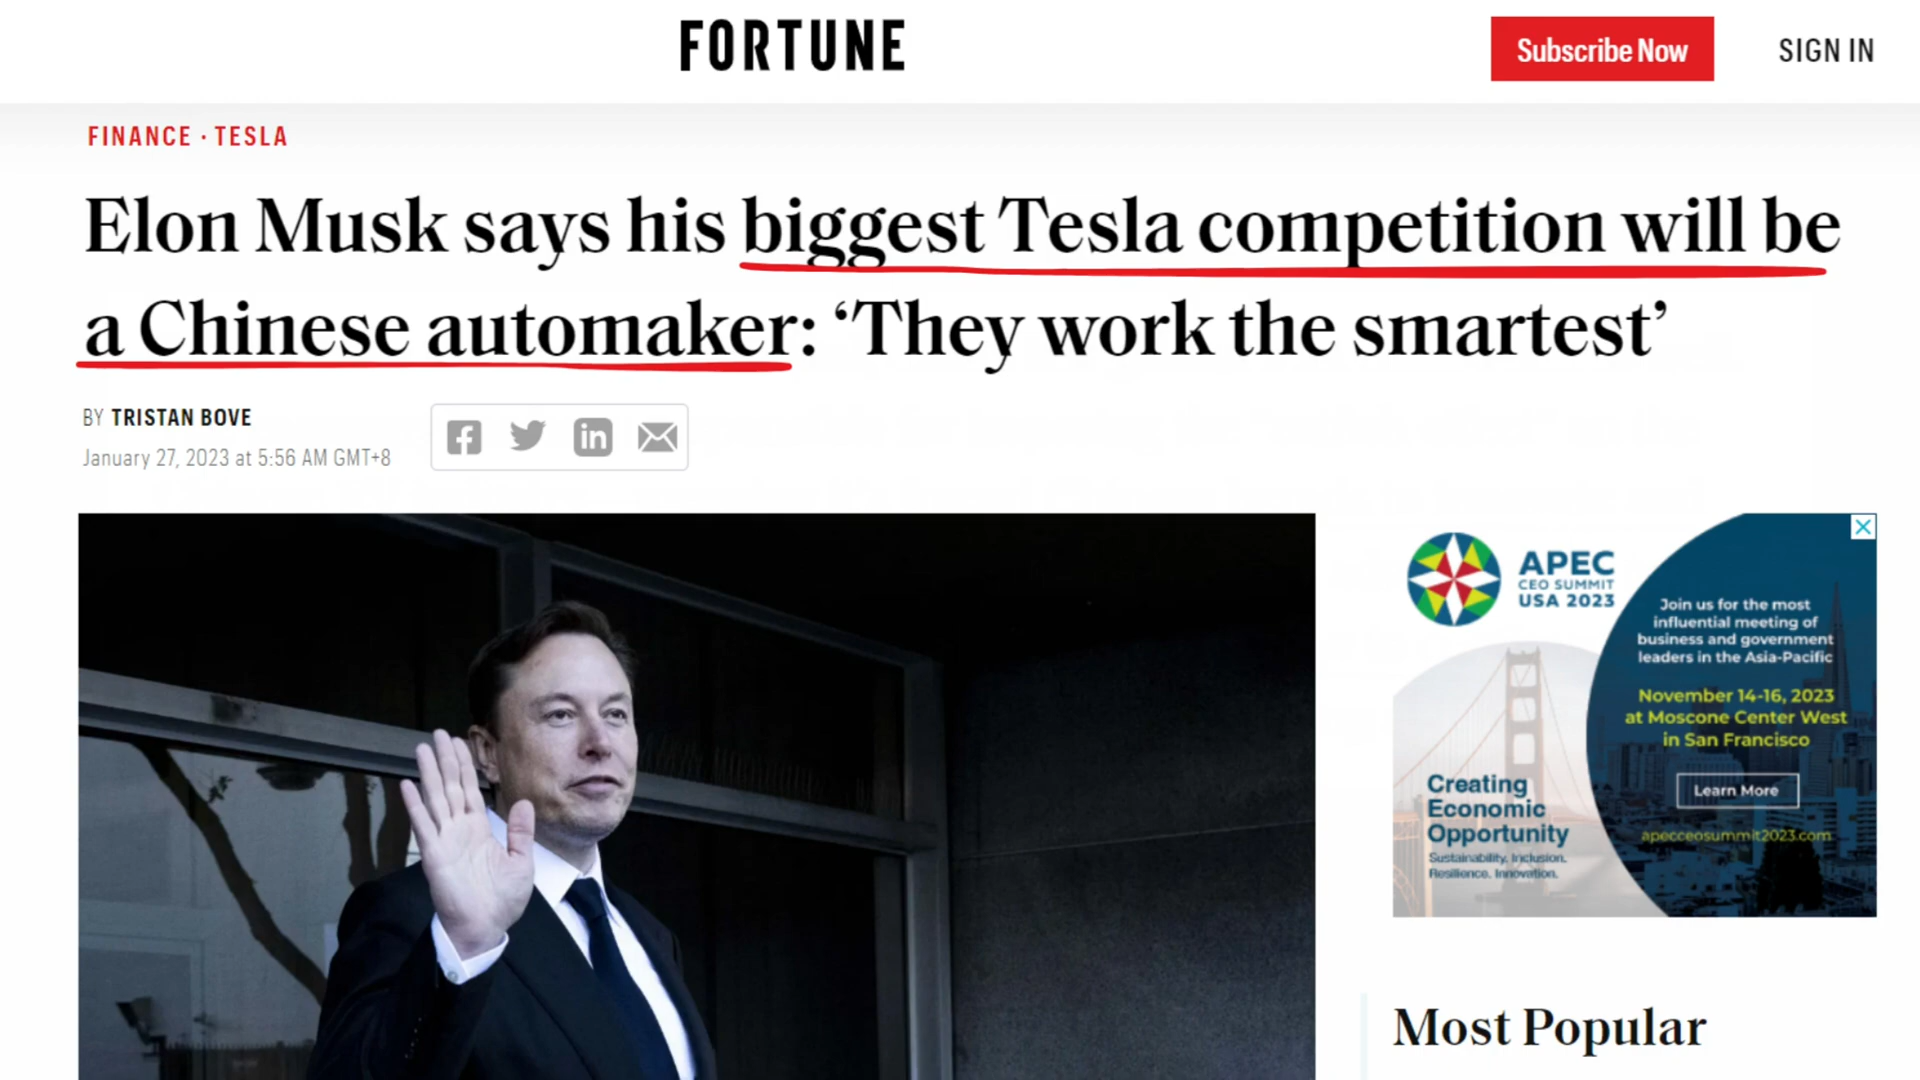 FORTUNE
Subscribe Now
SIGN IN
FINANCE · TESLA
Elon Musk says his biggest Tesla competition will be
a Chinese automaker: ‘They work the smartest’
BY TRISTAN BOVE
January 27, 2023 at 5:56 AM GMT+8
APEC
CEO SUMMIT
USA 2023
Join us for the most
influential meeting of
business and government
leaders in the Asia-Pacific
November 14-16, 2023
at Moscone Center West
in San Francisco
Learn More
apecceosummit2023.com
Creating
Economic
Opportunity
Sustainability. Inclusion.
Resilience. Innovation.
Most Popular